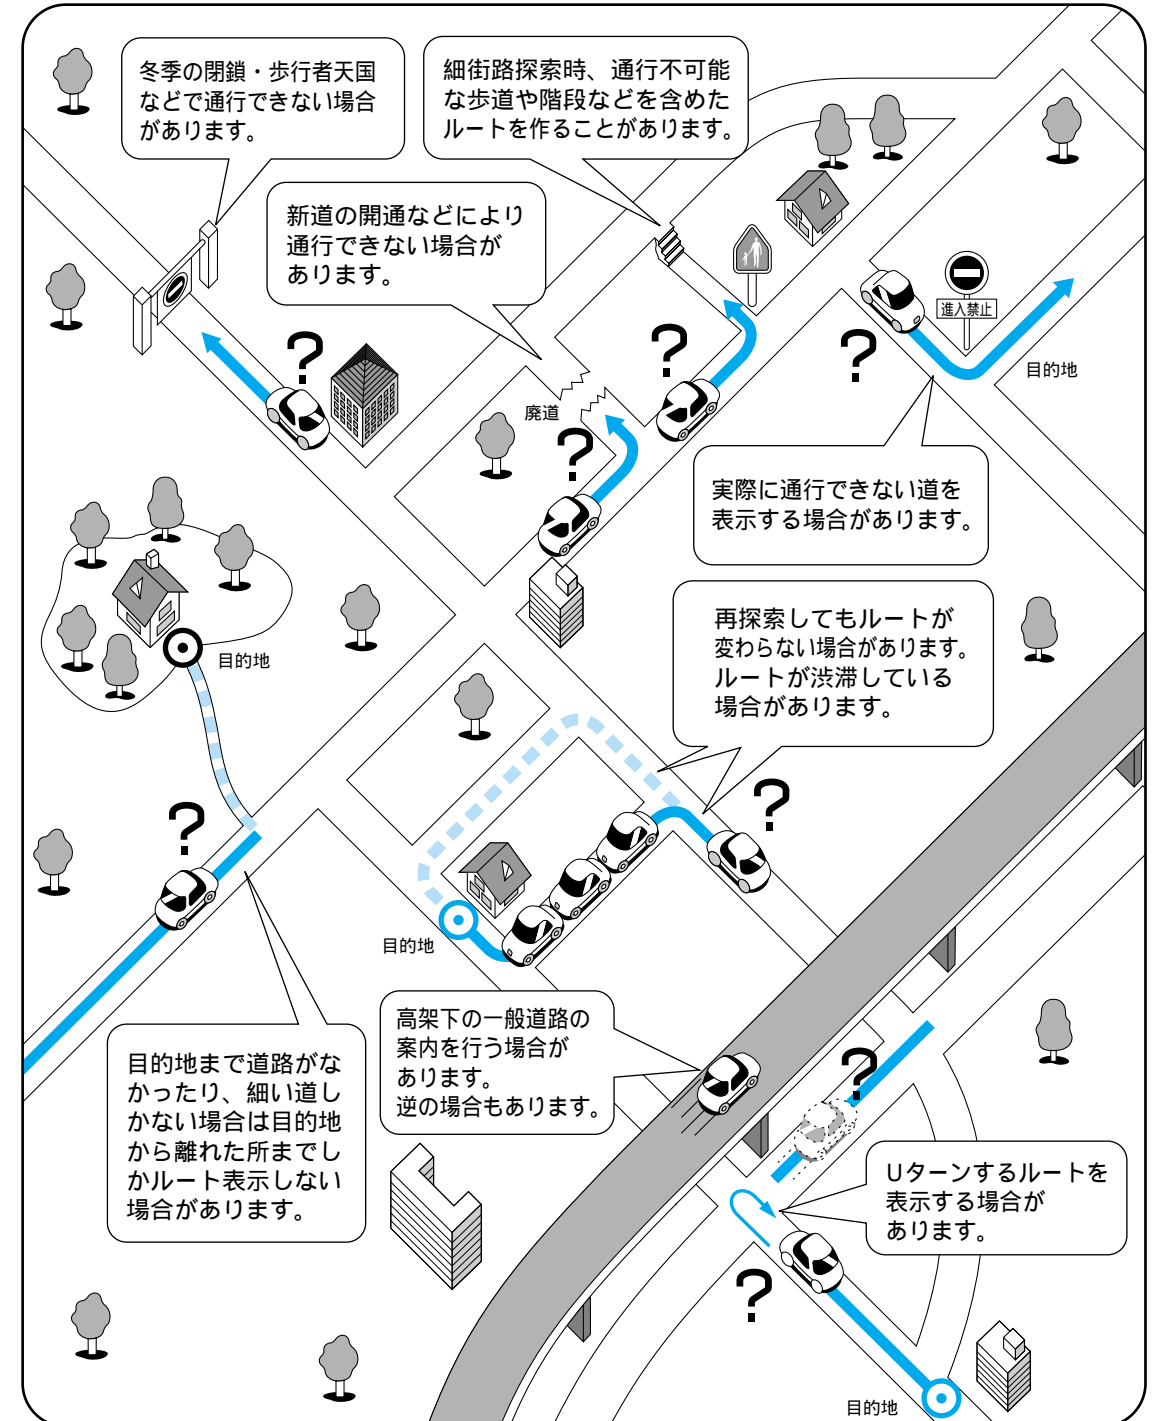 冬季の閉鎖・歩行者天国
などで通行できない場合
があります。
細街路探索時、通行不可能
な歩道や階段などを含めた
ルートを作ることがあります。
新道の開通などにより
通行できない場合が
あります。
進入禁止
目的地
廃道
実際に通行できない道を
表示する場合があります。
再探索してもルートが
変わらない場合があります。
ルートが渋滞している
場合があります。
目的地
目的地
高架下の一般道路の
案内を行う場合が
あります。
逆の場合もあります。
目的地まで道路がな
かったり、細い道し
かない場合は目的地
から離れた所までし
かルート表示しない
場合があります。
Uターンするルートを
表示する場合が
あります。
目的地